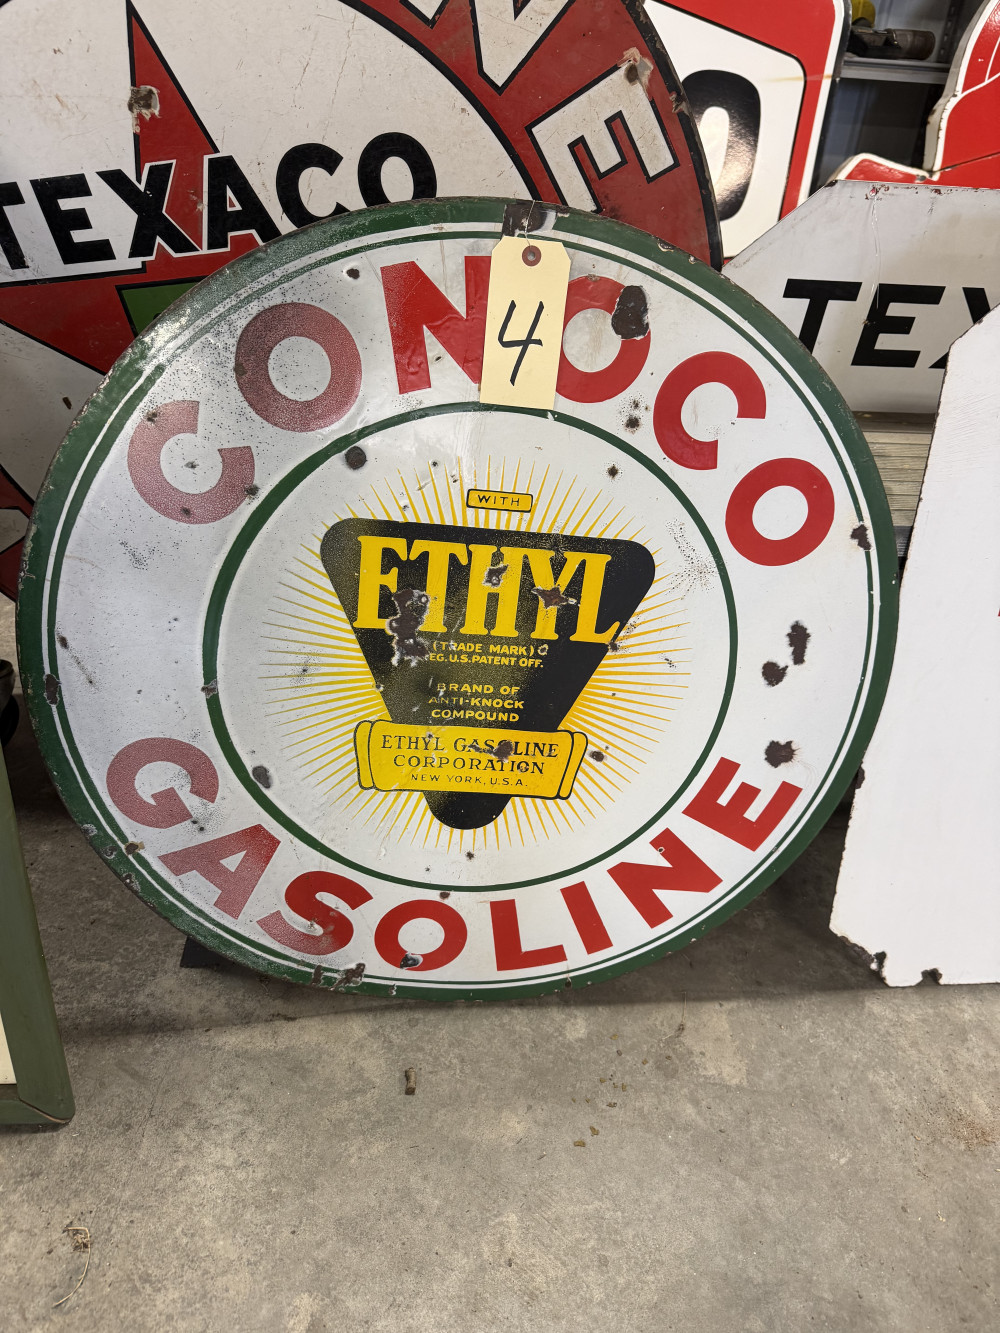 TEXACO
NE
O
TEX
4
CONOCO
WITH
ETHYL
(TRADE MARK)
REG. U.S. PATENT OFF.
BRAND OF
ANTI-KNOCK
COMPOUND
ETHYL GASOLINE
CORPORATION
NEW YORK, U.S.A.
GASOLINE